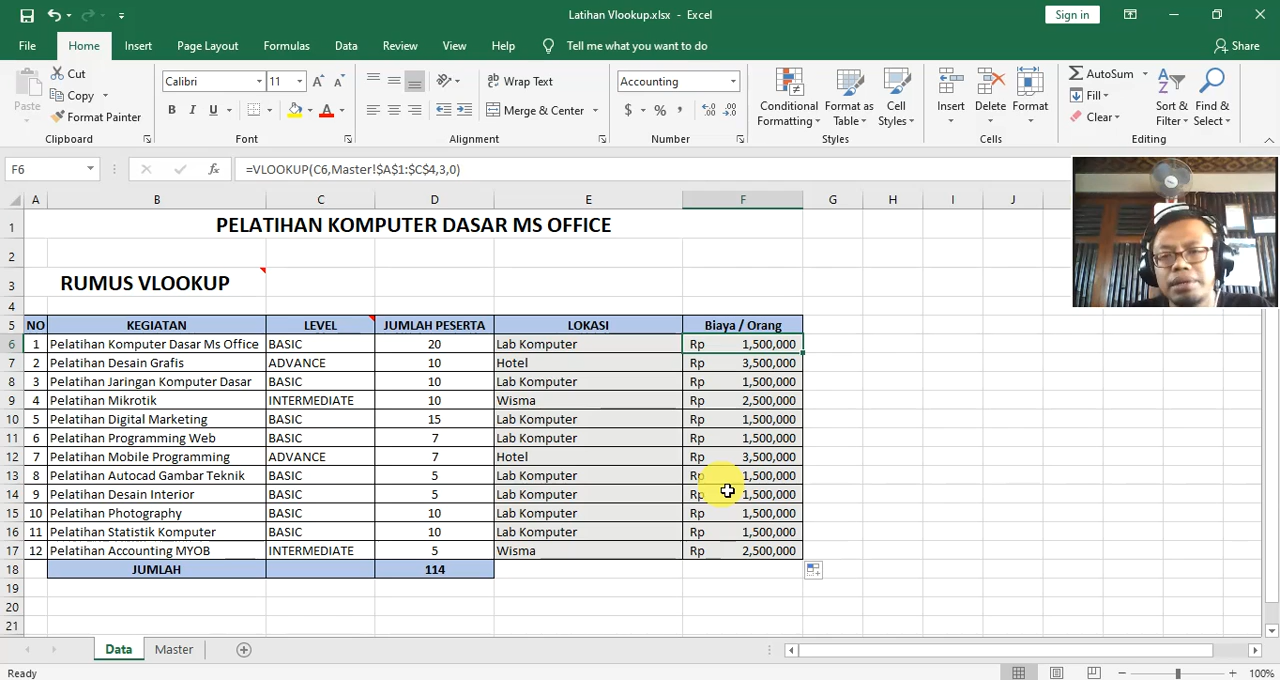 Latihan Vlookup.xlsx - Excel
Sign in
File Home Insert Page Layout Formulas Data Review View Help Tell me what you want to do Share
Paste
Cut
Copy
Format Painter
Clipboard
Calibri 11
B I U
Font
Wrap Text
Merge & Center
Alignment
Accounting
$ % ,
Number
Conditional Formatting
Format as Table
Cell Styles
Styles
Insert Delete Format
Cells
AutoSum
Fill
Clear
Sort & Filter
Find & Select
Editing
F6 fx =VLOOKUP(C6,Master!$A$1:$C$4,3,0)
A B C D E F G H I J
1 PELATIHAN KOMPUTER DASAR MS OFFICE
2
3 RUMUS VLOOKUP
4
5 NO KEGIATAN LEVEL JUMLAH PESERTA LOKASI Biaya / Orang
6 1 Pelatihan Komputer Dasar Ms Office BASIC 20 Lab Komputer Rp 1,500,000
7 2 Pelatihan Desain Grafis ADVANCE 10 Hotel Rp 3,500,000
8 3 Pelatihan Jaringan Komputer Dasar BASIC 10 Lab Komputer Rp 1,500,000
9 4 Pelatihan Mikrotik INTERMEDIATE 10 Wisma Rp 2,500,000
10 5 Pelatihan Digital Marketing BASIC 15 Lab Komputer Rp 1,500,000
11 6 Pelatihan Programming Web BASIC 7 Lab Komputer Rp 1,500,000
12 7 Pelatihan Mobile Programming ADVANCE 7 Hotel Rp 3,500,000
13 8 Pelatihan Autocad Gambar Teknik BASIC 5 Lab Komputer Rp 1,500,000
14 9 Pelatihan Desain Interior BASIC 5 Lab Komputer Rp 1,500,000
15 10 Pelatihan Photography BASIC 10 Lab Komputer Rp 1,500,000
16 11 Pelatihan Statistik Komputer BASIC 10 Lab Komputer Rp 1,500,000
17 12 Pelatihan Accounting MYOB INTERMEDIATE 5 Wisma Rp 2,500,000
18 JUMLAH 114
19
20
21
Data Master
Ready 100%